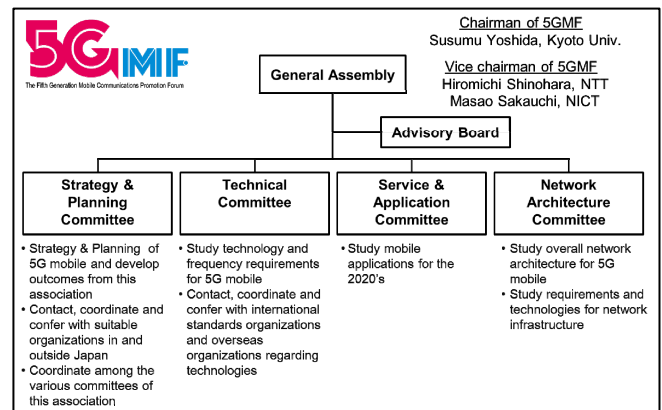 5GMF
The Fifth Generation Mobile Communications Promotion Forum
Chairman of 5GMF
Susumu Yoshida, Kyoto Univ.
Vice chairman of 5GMF
Hiromichi Shinohara, NTT
Masao Sakauchi, NICT
General Assembly
Advisory Board
Strategy &
Planning
Committee
Technical
Committee
Service &
Application
Committee
Network
Architecture
Committee
• Strategy & Planning of
5G mobile and develop
outcomes from this
association
• Contact, coordinate and
confer with suitable
organizations in and
outside Japan
• Coordinate among the
various committees of
this association
• Study technology and
frequency requirements
for 5G mobile
• Contact, coordinate and
confer with international
standards organizations
and overseas
organizations regarding
technologies
• Study mobile
applications for the
2020's
• Study overall network
architecture for 5G
mobile
• Study requirements and
technologies for network
infrastructure